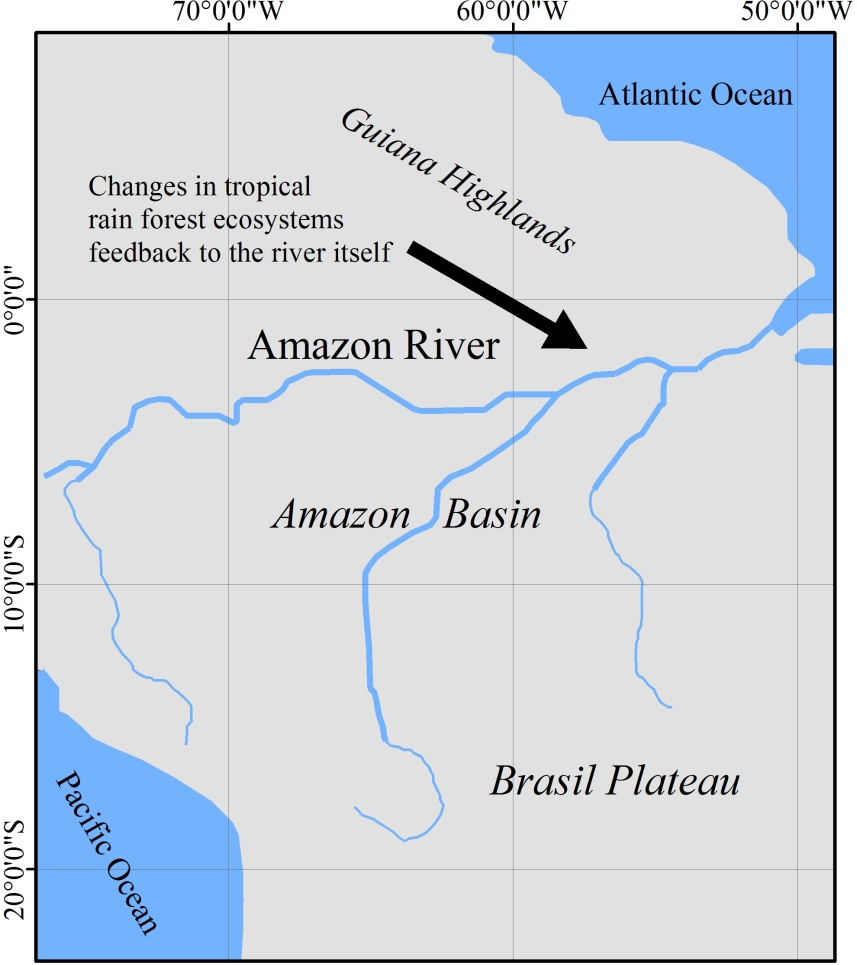 70°0'0"W
60°0'0"W
50°0'0"W
Atlantic Ocean
Guiana Highlands
Changes in tropical
rain forest ecosystems
feedback to the river itself
0°0'0"
Amazon River
Amazon Basin
10°0'0"S
Brasil Plateau
Pacific Ocean
20°0'0"S